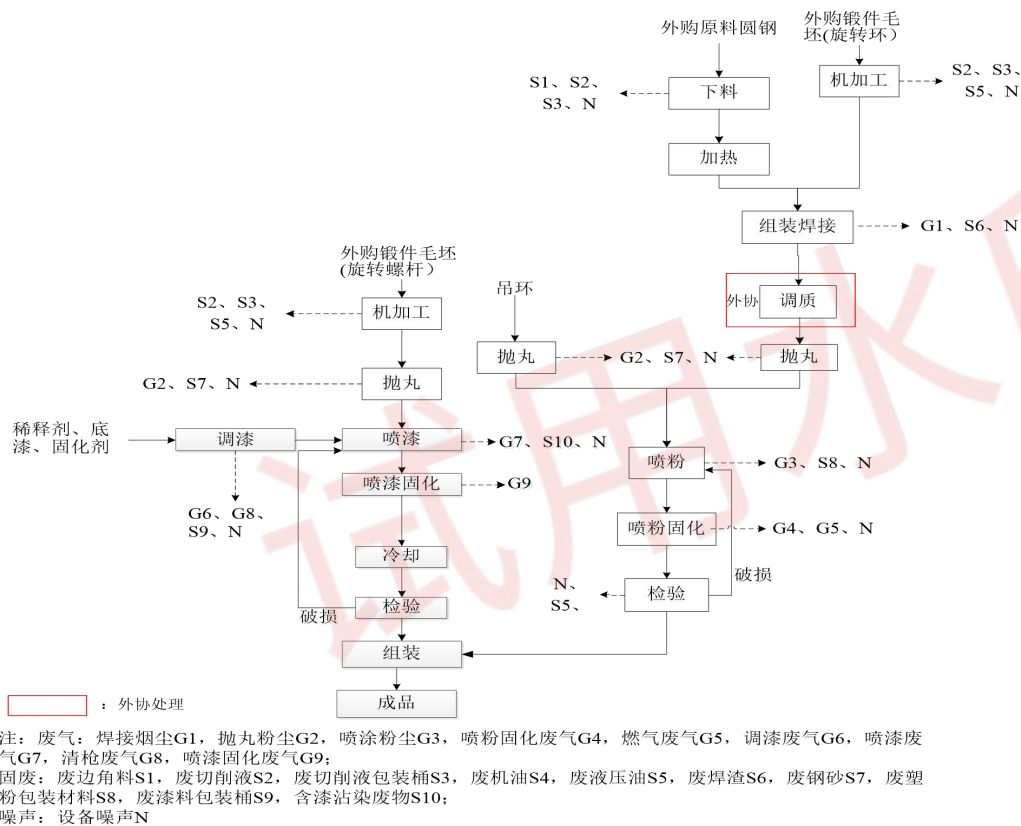 外购原料圆钢
外购锻件毛
坯(旋转环）
S1、S2、
S3、N
下料
机加工
S2、S3、
S5、N
加热
组装焊接
G1、S6、N
外购锻件毛坯
(旋转螺杆）
外协
调质
S2、S3、
S5、N
机加工
吊环
抛丸
G2、S7、N
抛丸
G2、S7、N
抛丸
稀释剂、底
漆、固化剂
调漆
喷漆
G7、S10、N
喷粉
G3、S8、N
喷漆固化
G9
G6、G8、
S9、N
喷粉固化
G4、G5、N
冷却
破损
N、
S5、
检验
检验
破损
组装
成品
：外协处理
注：废气：焊接烟尘G1，抛丸粉尘G2，喷涂粉尘G3，喷粉固化废气G4，燃气废气G5，调漆废气G6，喷漆废
气G7，清枪废气G8，喷漆固化废气G9；
固废：废边角料S1，废切削液S2，废切削液包装桶S3，废机油S4，废液压油S5，废焊渣S6，废钢砂S7，废塑
粉包装材料S8，废漆料包装桶S9，含漆沾染废物S10；
噪声：设备噪声N
试用水印